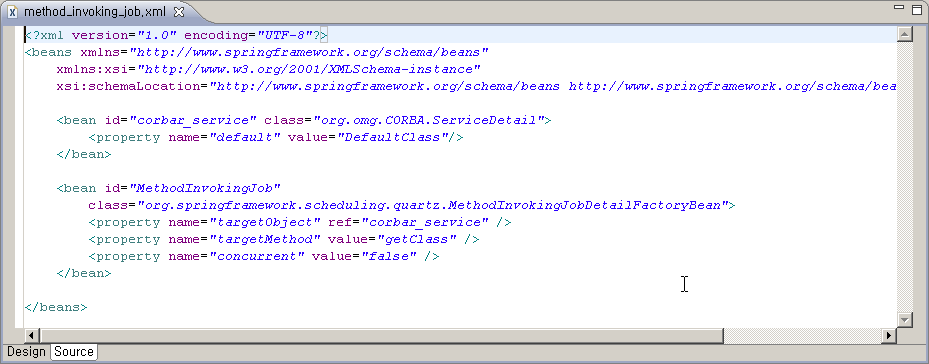 method_invoking_job.xml
<?xml version="1.0" encoding="UTF-8"?>
<beans xmlns="http://www.springframework.org/schema/beans"
    xmlns:xsi="http://www.w3.org/2001/XMLSchema-instance"
    xsi:schemaLocation="http://www.springframework.org/schema/beans http://www.springframework.org/schema/bea
    <bean id="corbar_service" class="org.omg.CORBA.ServiceDetail">
        <property name="default" value="DefaultClass"/>
    </bean>
    <bean id="MethodInvokingJob"
        class="org.springframework.scheduling.quartz.MethodInvokingJobDetailFactoryBean">
        <property name="targetObject" ref="corbar_service" />
        <property name="targetMethod" value="getClass" />
        <property name="concurrent" value="false" />
    </bean>
</beans>
Design Source